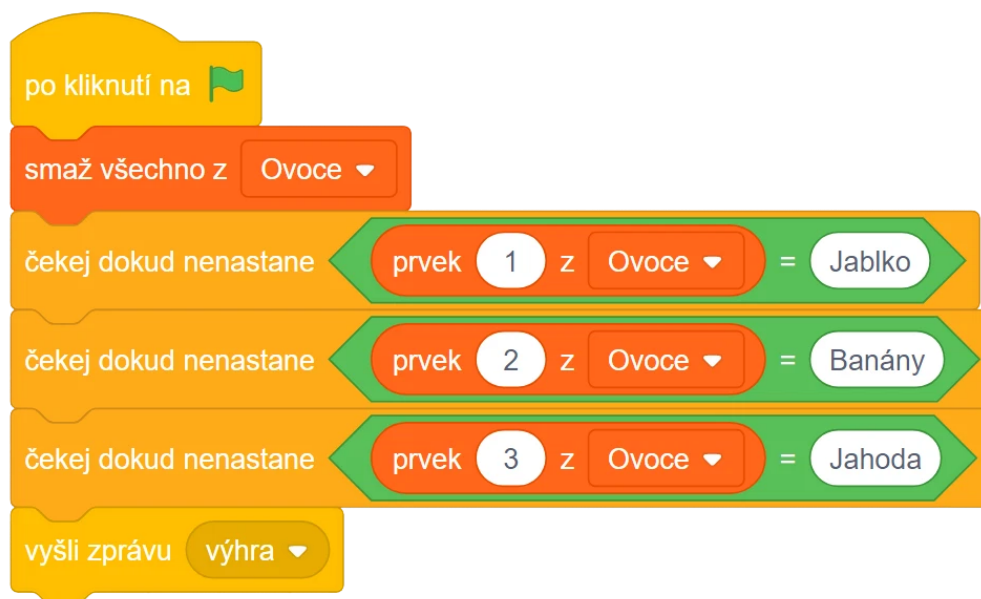 po kliknutí na
smaž všechno z Ovoce
čekej dokud nenastane prvek 1 z Ovoce = Jablko
čekej dokud nenastane prvek 2 z Ovoce = Banány
čekej dokud nenastane prvek 3 z Ovoce = Jahoda
vyšli zprávu výhra